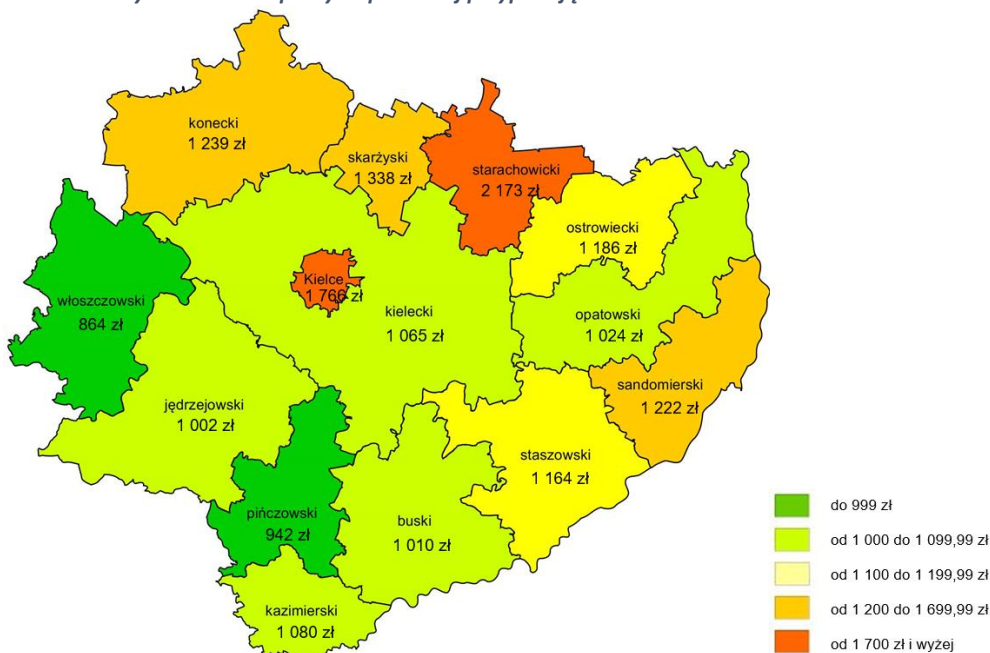 konecki
1 239 zł
skarżyski
1 338 zł
starachowicki
2 173 zł
ostrowiecki
1 186 zł
włoszczowski
864 zł
Kielce
1 766 zł
kielecki
1 065 zł
opatowski
1 024 zł
sandomierski
1 222 zł
jędrzejowski
1 002 zł
staszowski
1 164 zł
pińczowski
942 zł
buski
1 010 zł
kazimierski
1 080 zł
do 999 zł
od 1 000 do 1 099,99 zł
od 1 100 do 1 199,99 zł
od 1 200 do 1 699,99 zł
od 1 700 zł i wyżej